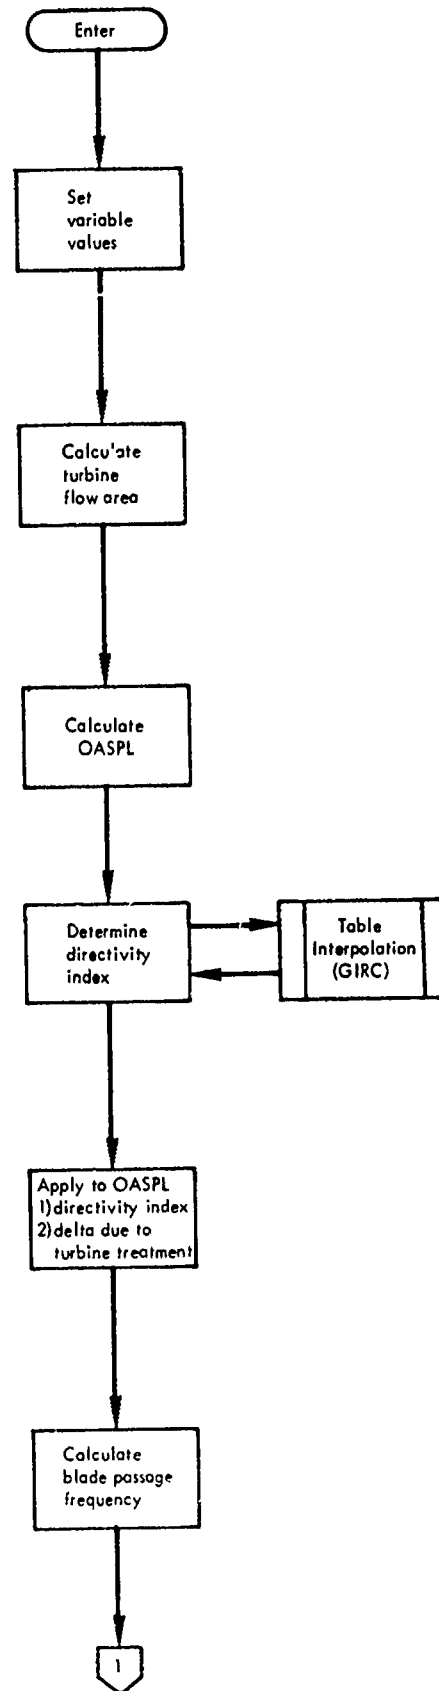 Enter
Set
variable
values
Calculate
turbine
flow area
Calculate
OASPL
Determine
directivity
index
Table
Interpolation
(GIRC)
Apply to OASPL
1)directivity index
2)delta due to
turbine treatment
Calculate
blade passage
frequency
1